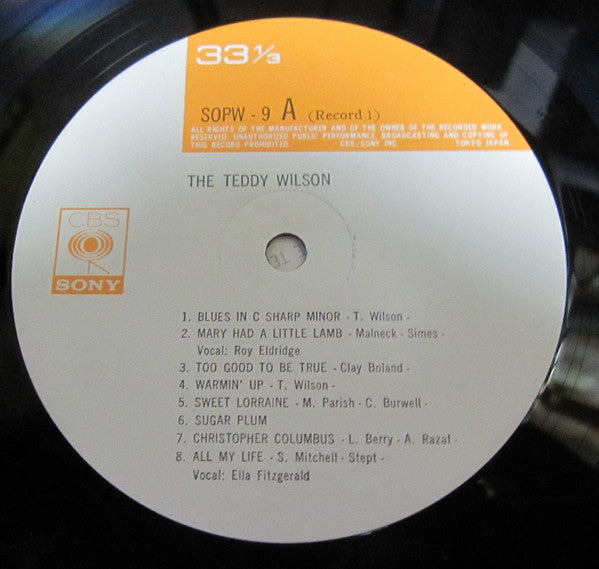 33 1/3
SOPW - 9 A (Record 1)
ALL RIGHTS OF THE MANUFACTURER AND OF THE OWNER OF THE RECORDED WORK
RESERVED. UNAUTHORIZED PUBLIC PERFORMANCE, BROADCASTING AND COPYING OF
THIS RECORD PROHIBITED. CBS/SONY INC. TOKYO JAPAN
THE TEDDY WILSON
CBS
SONY
1. BLUES IN C SHARP MINOR - T. Wilson -
2. MARY HAD A LITTLE LAMB - Malneck - Simes -
Vocal: Roy Eldridge
3. TOO GOOD TO BE TRUE - Clay Boland -
4. WARMIN' UP - T. Wilson -
5. SWEET LORRAINE - M. Parish - C. Burwell -
6. SUGAR PLUM
7. CHRISTOPHER COLUMBUS - L. Berry - A. Razaf -
8. ALL MY LIFE - S. Mitchell - Stept -
Vocal: Ella Fitzgerald